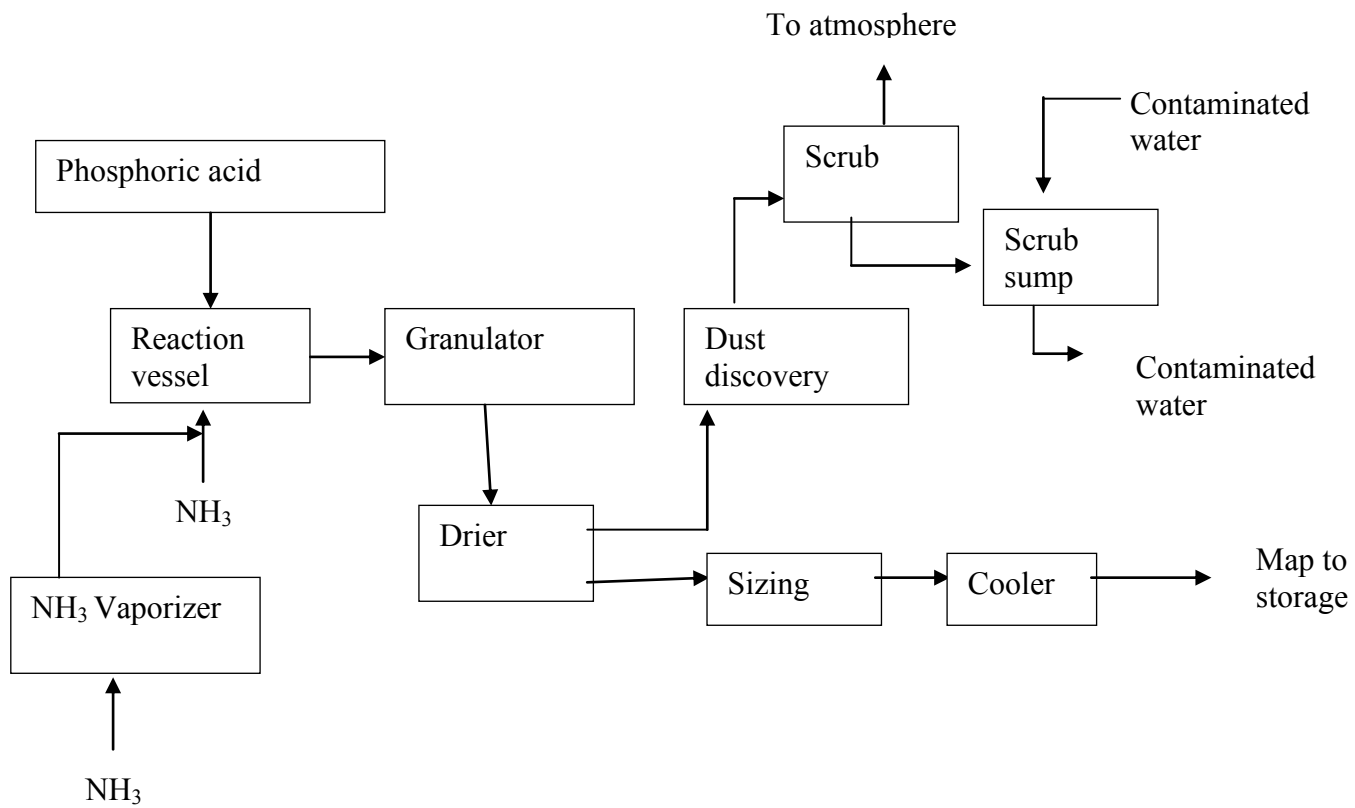 To atmosphere
Contaminated
water
Phosphoric acid
Scrub
Scrub
sump
Reaction
vessel
Granulator
Dust
discovery
Contaminated
water
NH₃
Drier
Map to
storage
NH₃ Vaporizer
Sizing
Cooler
NH₃